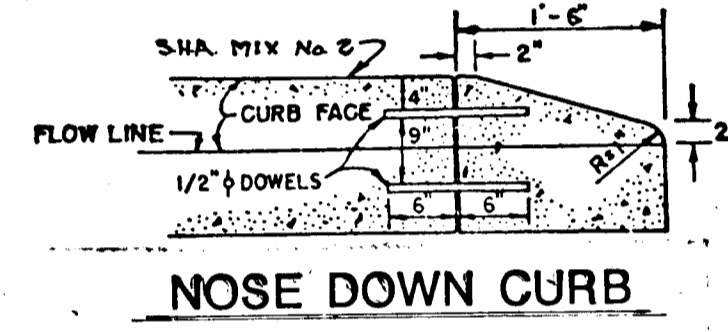 1'-6"
S.H.A. MIX No 2
2"
4"
CURB FACE
FLOW LINE
9"
2
R=1"
1/2" ϕ DOWELS
6" 6"
NOSE DOWN CURB